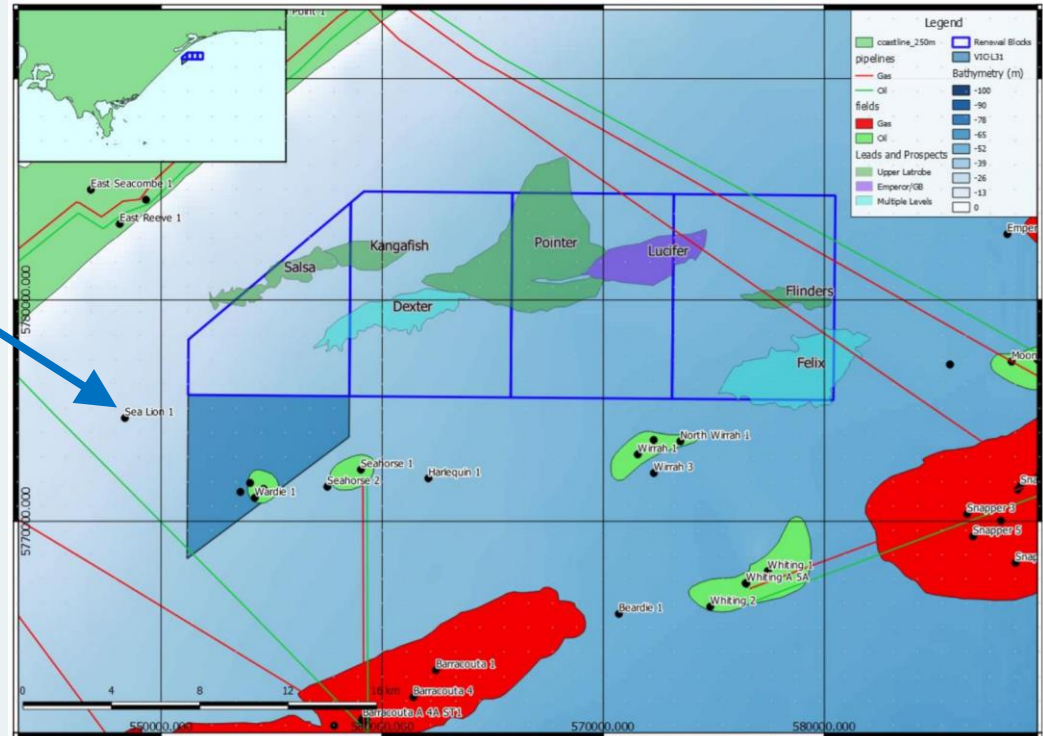 Point 1
Legend
coastline_250m
pipelines
Gas
Oil
fields
Gas
Oil
Leads and Prospects
Upper Latrobe
Emperor/GB
Multiple Levels
Renewal Blocks
VIC-L31
Bathymetry (m)
-100
-90
-78
-65
-52
-39
-26
-13
0
East Seacombe 1
East Reeve 1
Kangafish
Salsa
Pointer
Lucifer
Dexter
Flinders
Felix
5780000.000
Sea Lion 1
Moon
North Wirrah 1
Wirrah 1
Wirrah 3
Seahorse 1
Seahorse 2
Harlequin 1
Wardie 1
5770000.000
Snapper 3
Snapper 5
Whiting 1
Whiting A 5A
Whiting 2
Beardie 1
Barracouta 1
Barracouta 4
Barracouta A 4A ST1
0 4 8 12 16 km
550000.000
570000.000
580000.000